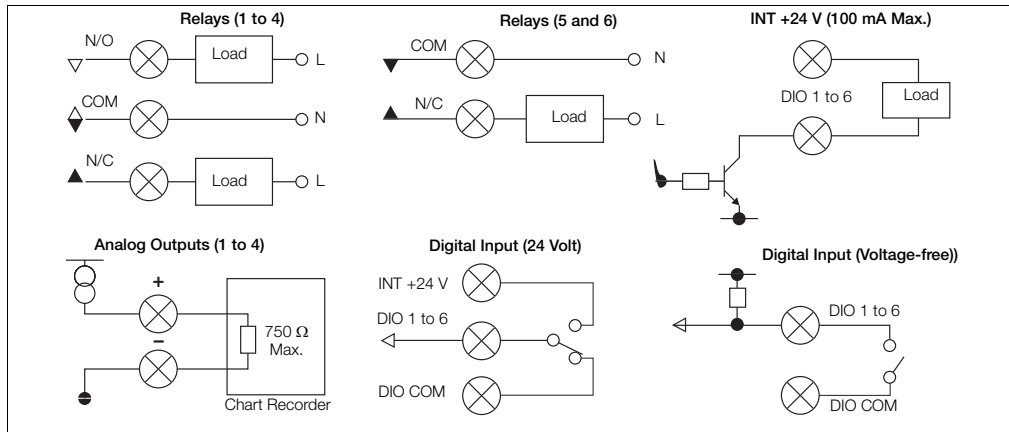 Relays (1 to 4)
N/O
Load
L
COM
N
N/C
Load
L
Relays (5 and 6)
COM
N
N/C
Load
L
INT +24 V (100 mA Max.)
DIO 1 to 6
Load
Analog Outputs (1 to 4)
+
–
750 Ω
Max.
Chart Recorder
Digital Input (24 Volt)
INT +24 V
DIO 1 to 6
DIO COM
Digital Input (Voltage-free))
DIO 1 to 6
DIO COM